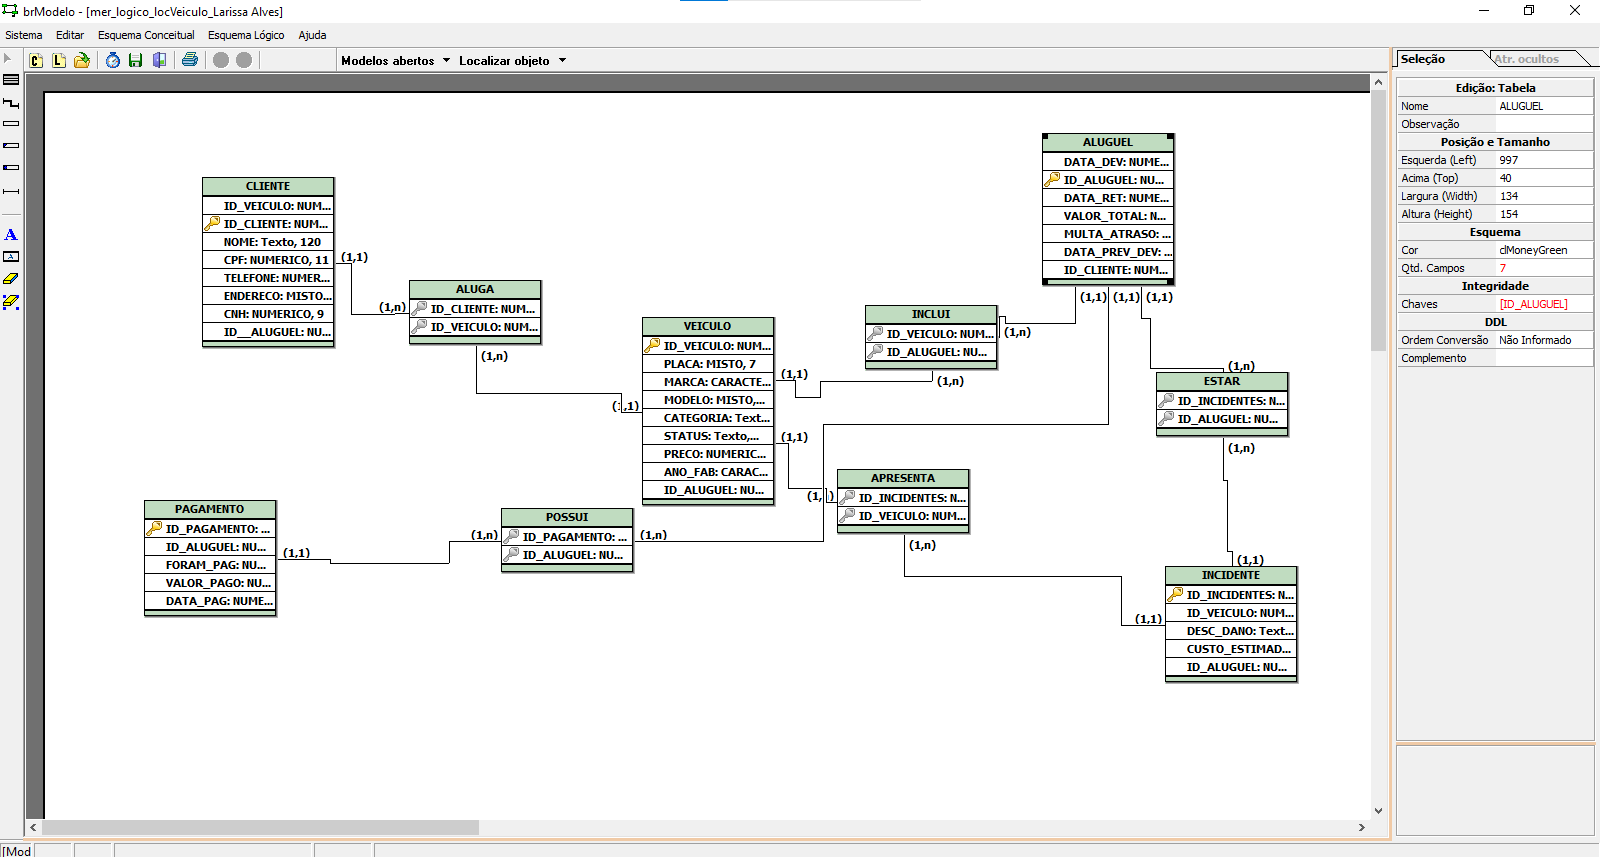 brModelo - [mer_logico_locVeiculo_Larissa Alves]
Sistema Editar Esquema Conceitual Esquema Lógico Ajuda
C L Modelos abertos Localizar objeto
A
A
CLIENTE
ID_VEICULO: NUM...
ID_CLIENTE: NUM...
NOME: Texto, 120
CPF: NUMERICO, 11
TELEFONE: NUMER...
ENDERECO: MISTO...
CNH: NUMERICO, 9
ID__ALUGUEL: NU...
(1,1)
(1,n)
ALUGA
ID_CLIENTE: NUM...
ID_VEICULO: NUM...
(1,n)
(1,1)
VEICULO
ID_VEICULO: NUM...
PLACA: MISTO, 7
MARCA: CARACTE...
MODELO: MISTO,...
CATEGORIA: Text...
STATUS: Texto,...
PRECO: NUMERIC...
ANO_FAB: CARAC...
ID_ALUGUEL: NU...
(1,1)
(1,1)
INCLUI
ID_VEICULO: NUM...
ID_ALUGUEL: NU...
(1,n)
(1,n)
ALUGUEL
DATA_DEV: NUME...
ID_ALUGUEL: NU...
DATA_RET: NUME...
VALOR_TOTAL: N...
MULTA_ATRASO: ...
DATA_PREV_DEV: ...
ID_CLIENTE: NUM...
(1,1) (1,1) (1,1)
(1,n)
ESTAR
ID_INCIDENTES: N...
ID_ALUGUEL: NU...
(1,n)
APRESENTA
ID_INCIDENTES: N...
ID_VEICULO: NUM...
(1,n)
PAGAMENTO
ID_PAGAMENTO: ...
ID_ALUGUEL: NU...
FORAM_PAG: NU...
VALOR_PAGO: NU...
DATA_PAG: NUME...
(1,1)
(1,n)
POSSUI
ID_PAGAMENTO: ...
ID_ALUGUEL: NU...
(1,n)
(1,1)
INCIDENTE
ID_INCIDENTES: N...
ID_VEICULO: NUM...
DESC_DANO: Text...
CUSTO_ESTIMAD...
ID_ALUGUEL: NU...
(1,1)
Seleção Atr. ocultos
Edição: Tabela
Nome ALUGUEL
Observação
Posição e Tamanho
Esquerda (Left) 997
Acima (Top) 40
Largura (Width) 134
Altura (Height) 154
Esquema
Cor clMoneyGreen
Qtd. Campos 7
Integridade
Chaves [ID_ALUGUEL]
DDL
Ordem Conversão Não Informado
Complemento
[Mod